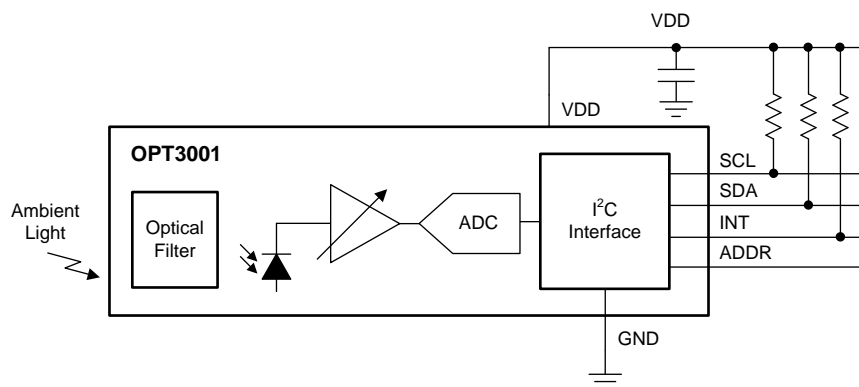 VDD
VDD
OPT3001
Ambient
Light
Optical
Filter
ADC
I²C
Interface
SCL
SDA
INT
ADDR
GND